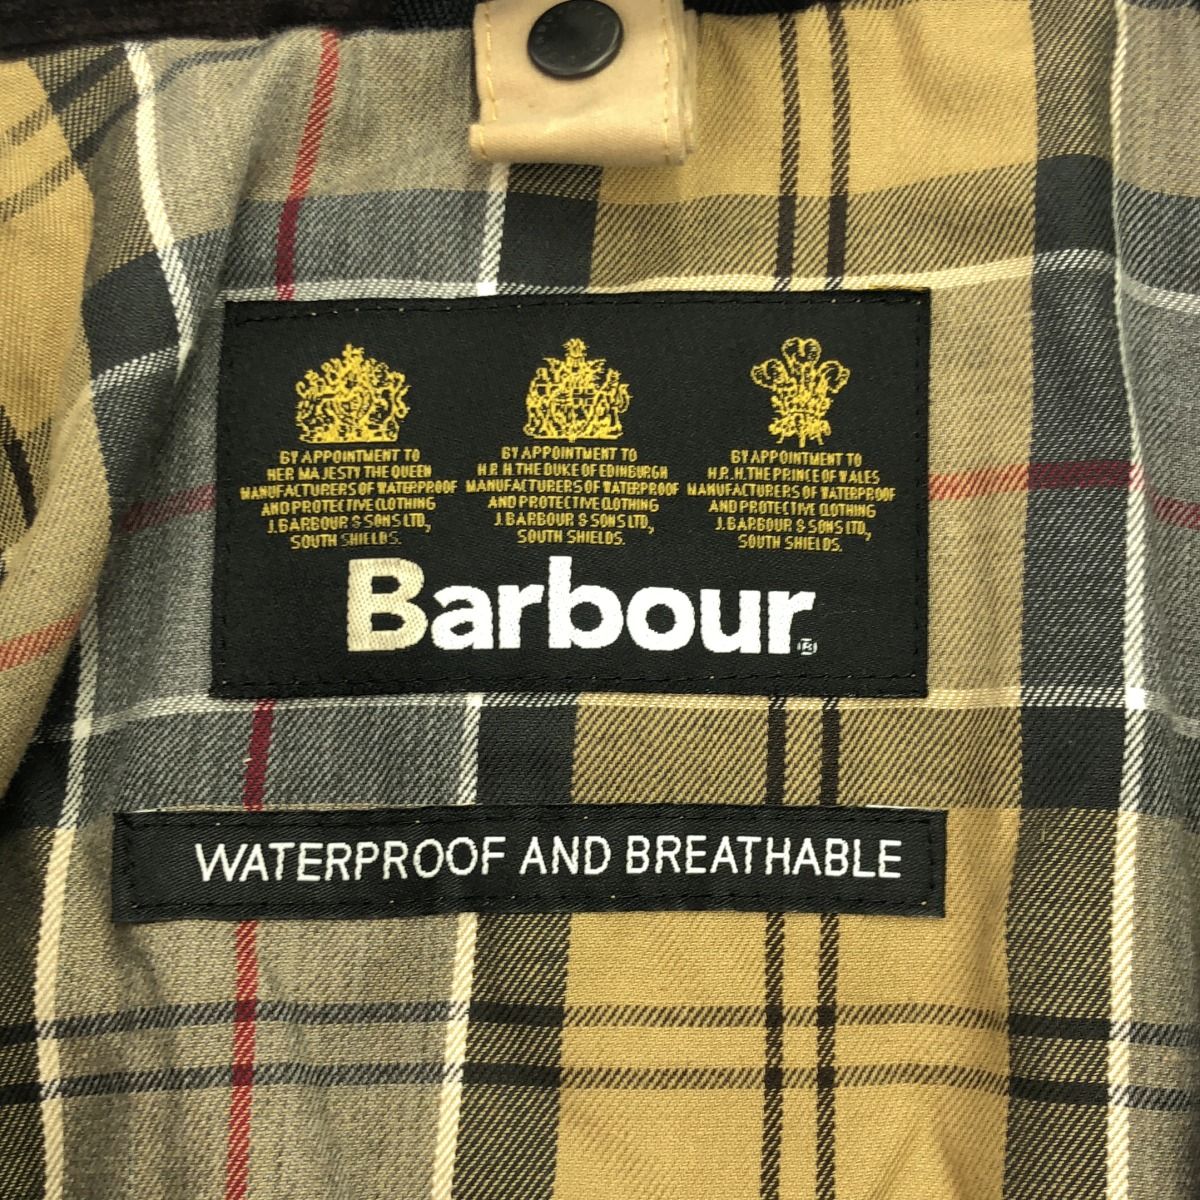 BY APPOINTMENT TO
HER MAJESTY THE QUEEN
MANUFACTURERS OF WATERPROOF
AND PROTECTIVE CLOTHING
J. BARBOUR & SONS LTD,
SOUTH SHIELDS.
BY APPOINTMENT TO
H.R.H. THE DUKE OF EDINBURGH
MANUFACTURERS OF WATERPROOF
AND PROTECTIVE CLOTHING
J. BARBOUR & SONS LTD,
SOUTH SHIELDS.
BY APPOINTMENT TO
H.R.H. THE PRINCE OF WALES
MANUFACTURERS OF WATERPROOF
AND PROTECTIVE CLOTHING
J. BARBOUR & SONS LTD,
SOUTH SHIELDS.
Barbour®
WATERPROOF AND BREATHABLE